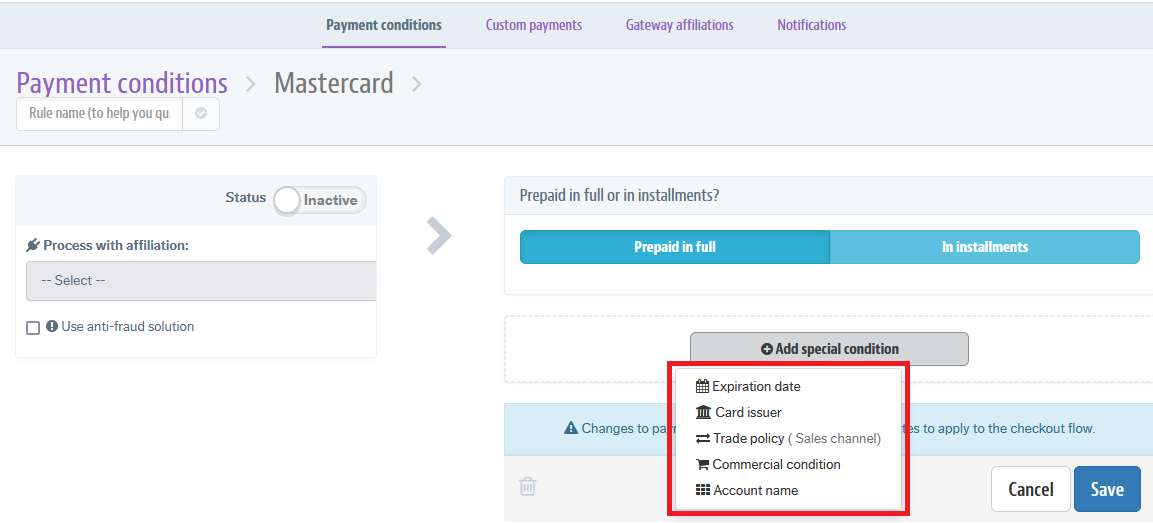 Payment conditions Custom payments Gateway affiliations Notifications
Payment conditions > Mastercard >
Rule name (to help you qu
Status Inactive
Process with affiliation:
-- Select --
Use anti-fraud solution
Prepaid in full or in installments?
Prepaid in full In installments
Add special condition
Expiration date
Card issuer
Trade policy ( Sales channel)
Commercial condition
Account name
Changes to pay tes to apply to the checkout flow.
Cancel Save